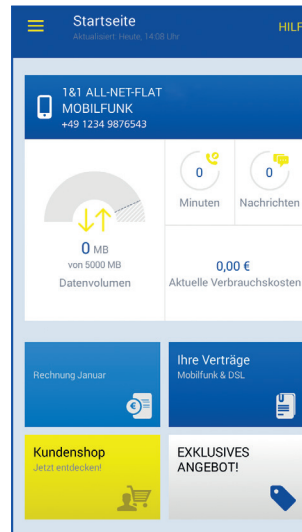 Startseite
HILF
Aktualisiert: Heute, 14:08 Uhr
1&1 ALL-NET-FLAT
MOBILFUNK
+49 1234 9876543
0
Minuten
0
Nachrichten
0 MB
von 5000 MB
Datenvolumen
0,00 €
Aktuelle Verbrauchskosten
Rechnung Januar
Ihre Verträge
Mobilfunk & DSL
Kundenshop
Jetzt entdecken!
EXKLUSIVES
ANGEBOT!